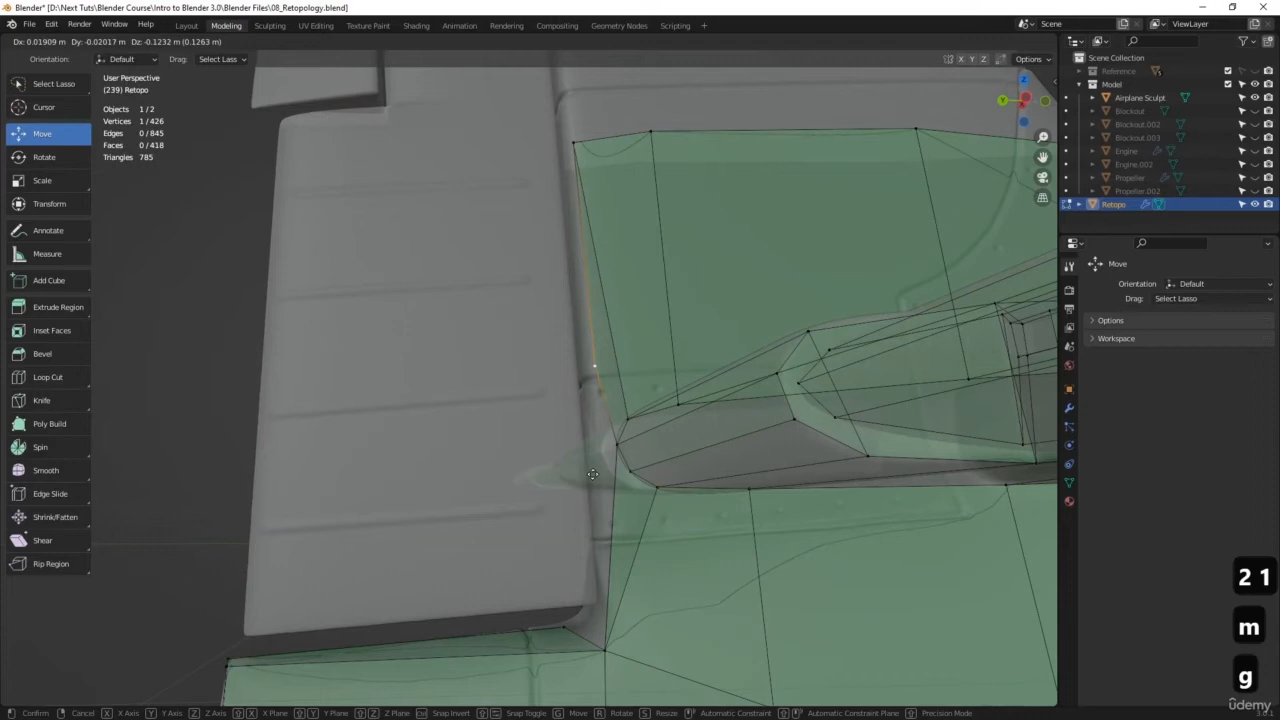 Blender* [D:\Next Tuts\Blender Course\Intro to Blender 3.0\Blender Files\08_Retopology.blend]
File Edit Render Window Help Layout Modeling Sculpting UV Editing Texture Paint Shading Animation Rendering Compositing Geometry Nodes Scripting Scene ViewLayer
Dx: 0.01909 m Dy: -0.02017 m Dz: -0.1232 m (0.1263 m)
Orientation: Default Drag: Select Lasso X Y Z Options
Select Lasso
Cursor
Move
Rotate
Scale
Transform
Annotate
Measure
Add Cube
Extrude Region
Inset Faces
Bevel
Loop Cut
Knife
Poly Build
Spin
Smooth
Edge Slide
Shrink/Fatten
Shear
Rip Region
User Perspective
(239) Retopo
Objects 1 / 2
Vertices 1 / 426
Edges 0 / 845
Faces 0 / 418
Triangles 785
Z
Y
Scene Collection
Reference
Model
Airplane Sculpt
Blockout
Blockout.002
Blockout.003
Engine
Engine.002
Propeller
Propeller.002
Retopo
Move
Orientation Default
Drag: Select Lasso
Options
Workspace
2 1
m
g
ûdemy
Confirm Cancel X X Axis Y Y Axis Z Z Axis X X Plane Y Y Plane Z Z Plane Snap Invert Snap Toggle G Move R Rotate S Resize Automatic Constraint Automatic Constraint Plane Precision Mode 3.0.1